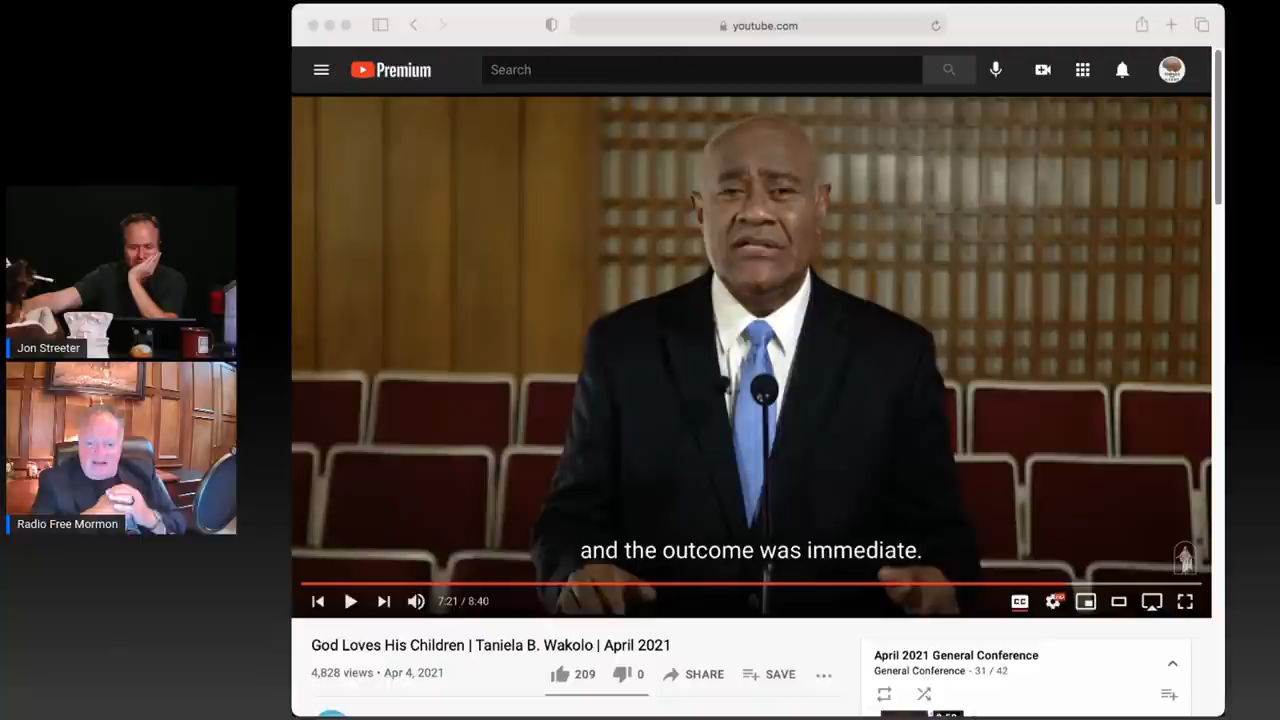 youtube.com
Premium
Search
Jon Streeter
Radio Free Mormon
and the outcome was immediate.
7:21 / 8:40
CC
God Loves His Children | Taniela B. Wakolo | April 2021
4,828 views • Apr 4, 2021
209
0
SHARE
SAVE
April 2021 General Conference
General Conference - 31 / 42